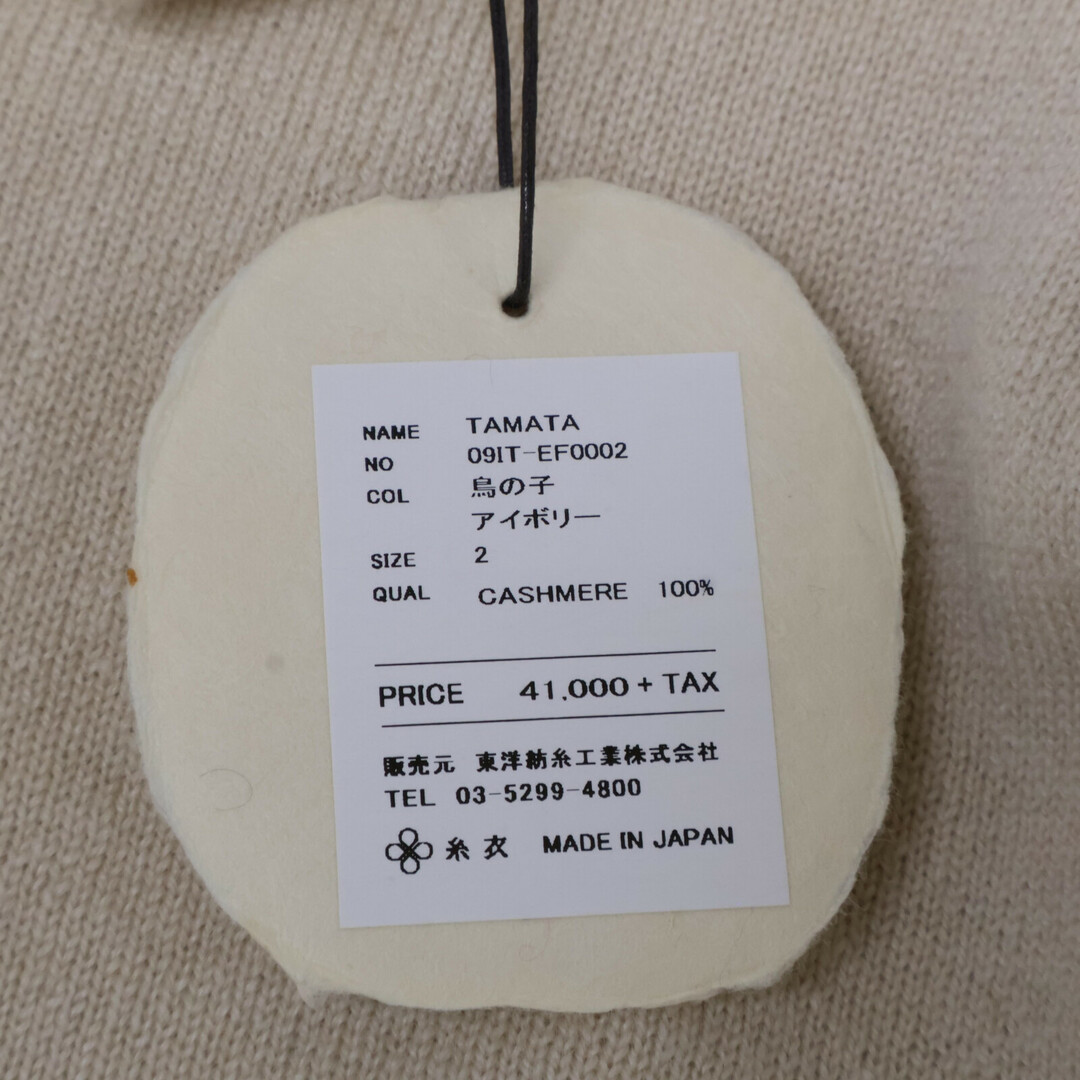 NAME TAMATA
NO 09IT-EF0002
COL 鳥の子
アイボリー
SIZE 2
QUAL CASHMERE 100%
PRICE 41,000 + TAX
販売元 東洋紡糸工業株式会社
TEL 03-5299-4800
糸衣 MADE IN JAPAN